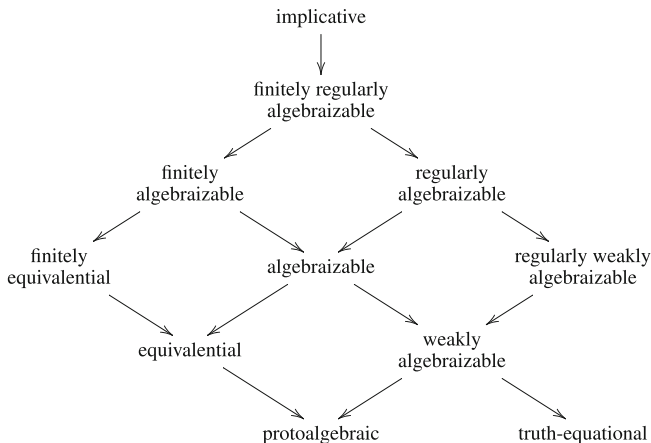 implicative
finitely regularly
algebraizable
finitely
algebraizable
regularly
algebraizable
finitely
equivalential
algebraizable
regularly weakly
algebraizable
equivalential
weakly
algebraizable
protoalgebraic
truth-equational